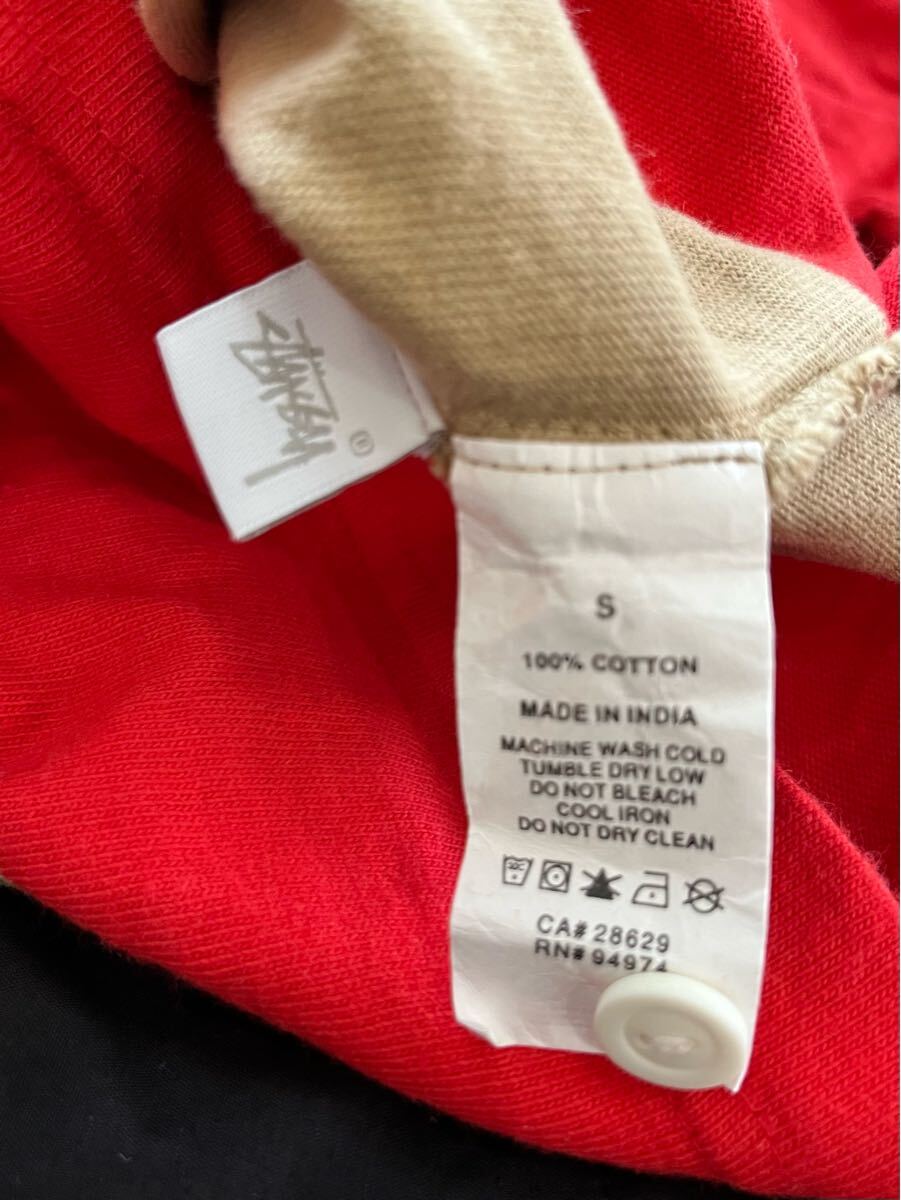 S
100% COTTON
MADE IN INDIA
MACHINE WASH COLD
TUMBLE DRY LOW
DO NOT BLEACH
COOL IRON
DO NOT DRY CLEAN
CA# 28629
RN# 94974